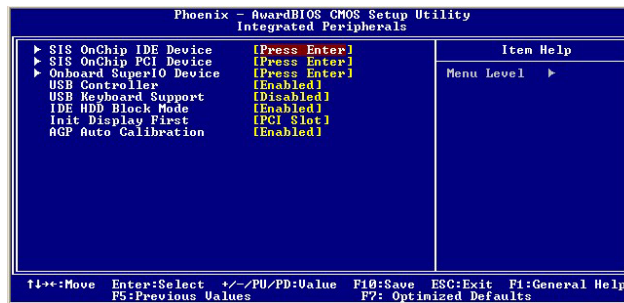 Phoenix - AwardBIOS CMOS Setup Utility
Integrated Peripherals
SIS OnChip IDE Device [Press Enter]
SIS OnChip PCI Device [Press Enter]
Onboard SuperIO Device [Press Enter]
USB Controller [Enabled]
USB Keyboard Support [Disabled]
IDE HDD Block Mode [Enabled]
Init Display First [PCI Slot]
AGP Auto Calibration [Enabled]
Item Help
Menu Level ▶
↑↓→←:Move Enter:Select +/-/PU/PD:Value F10:Save ESC:Exit F1:General Help
F5:Previous Values F7: Optimized Defaults